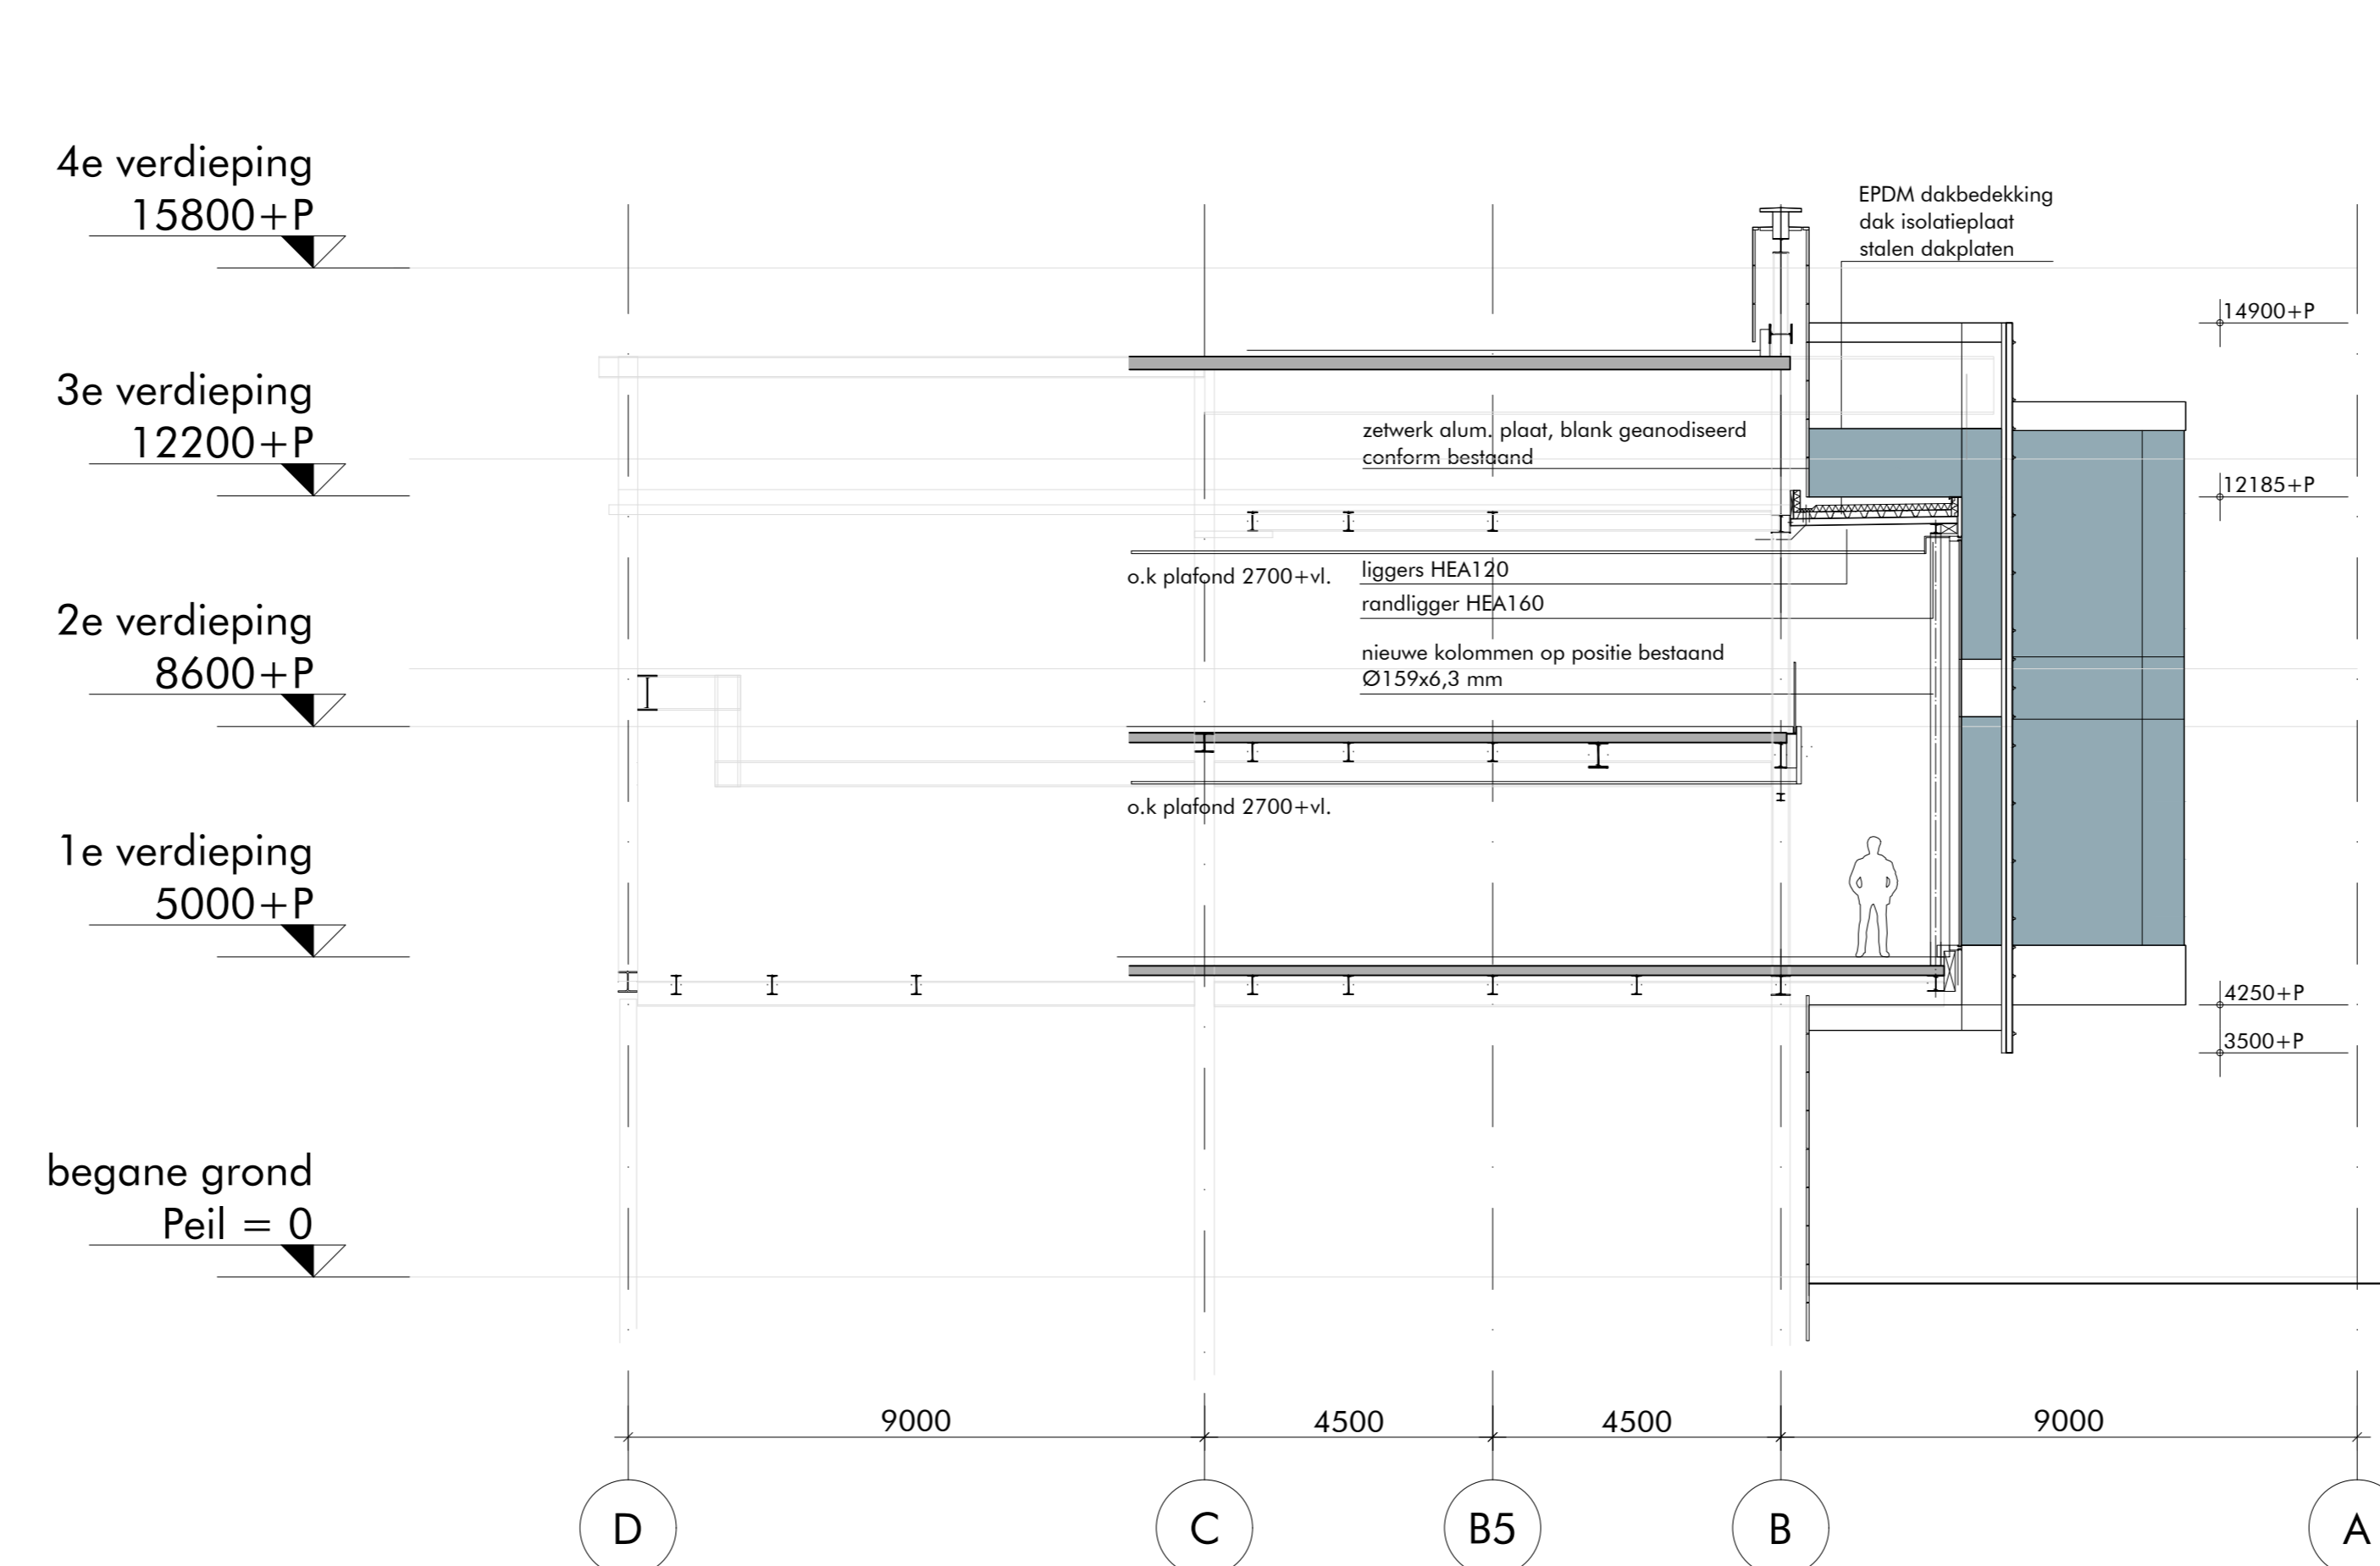 4e verdieping
15800+P
3e verdieping
12200+P
2e verdieping
8600+P
1e verdieping
5000+P
begane grond
Peil = 0
EPDM dakbedekking
dak isolatieplaat
stalen dakplaten
14900+P
zetwerk alum. plaat, blank geanodiseerd
conform bestaand
12185+P
o.k plafond 2700+vl.
liggers HEA120
randligger HEA160
nieuwe kolommen op positie bestaand
Ø159x6,3 mm
o.k plafond 2700+vl.
4250+P
3500+P
9000
4500
4500
9000
D
C
B5
B
A